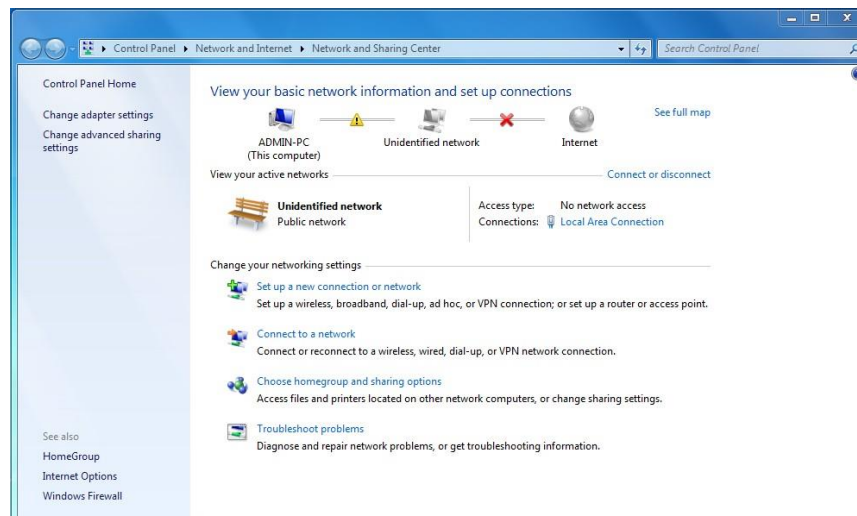 Control Panel ▸ Network and Internet ▸ Network and Sharing Center
Search Control Panel
Control Panel Home
Change adapter settings
Change advanced sharing
settings
View your basic network information and set up connections
See full map
ADMIN-PC
(This computer)
Unidentified network
Internet
View your active networks
Connect or disconnect
Unidentified network
Public network
Access type: No network access
Connections: Local Area Connection
Change your networking settings
Set up a new connection or network
Set up a wireless, broadband, dial-up, ad hoc, or VPN connection; or set up a router or access point.
Connect to a network
Connect or reconnect to a wireless, wired, dial-up, or VPN network connection.
Choose homegroup and sharing options
Access files and printers located on other network computers, or change sharing settings.
Troubleshoot problems
Diagnose and repair network problems, or get troubleshooting information.
See also
HomeGroup
Internet Options
Windows Firewall